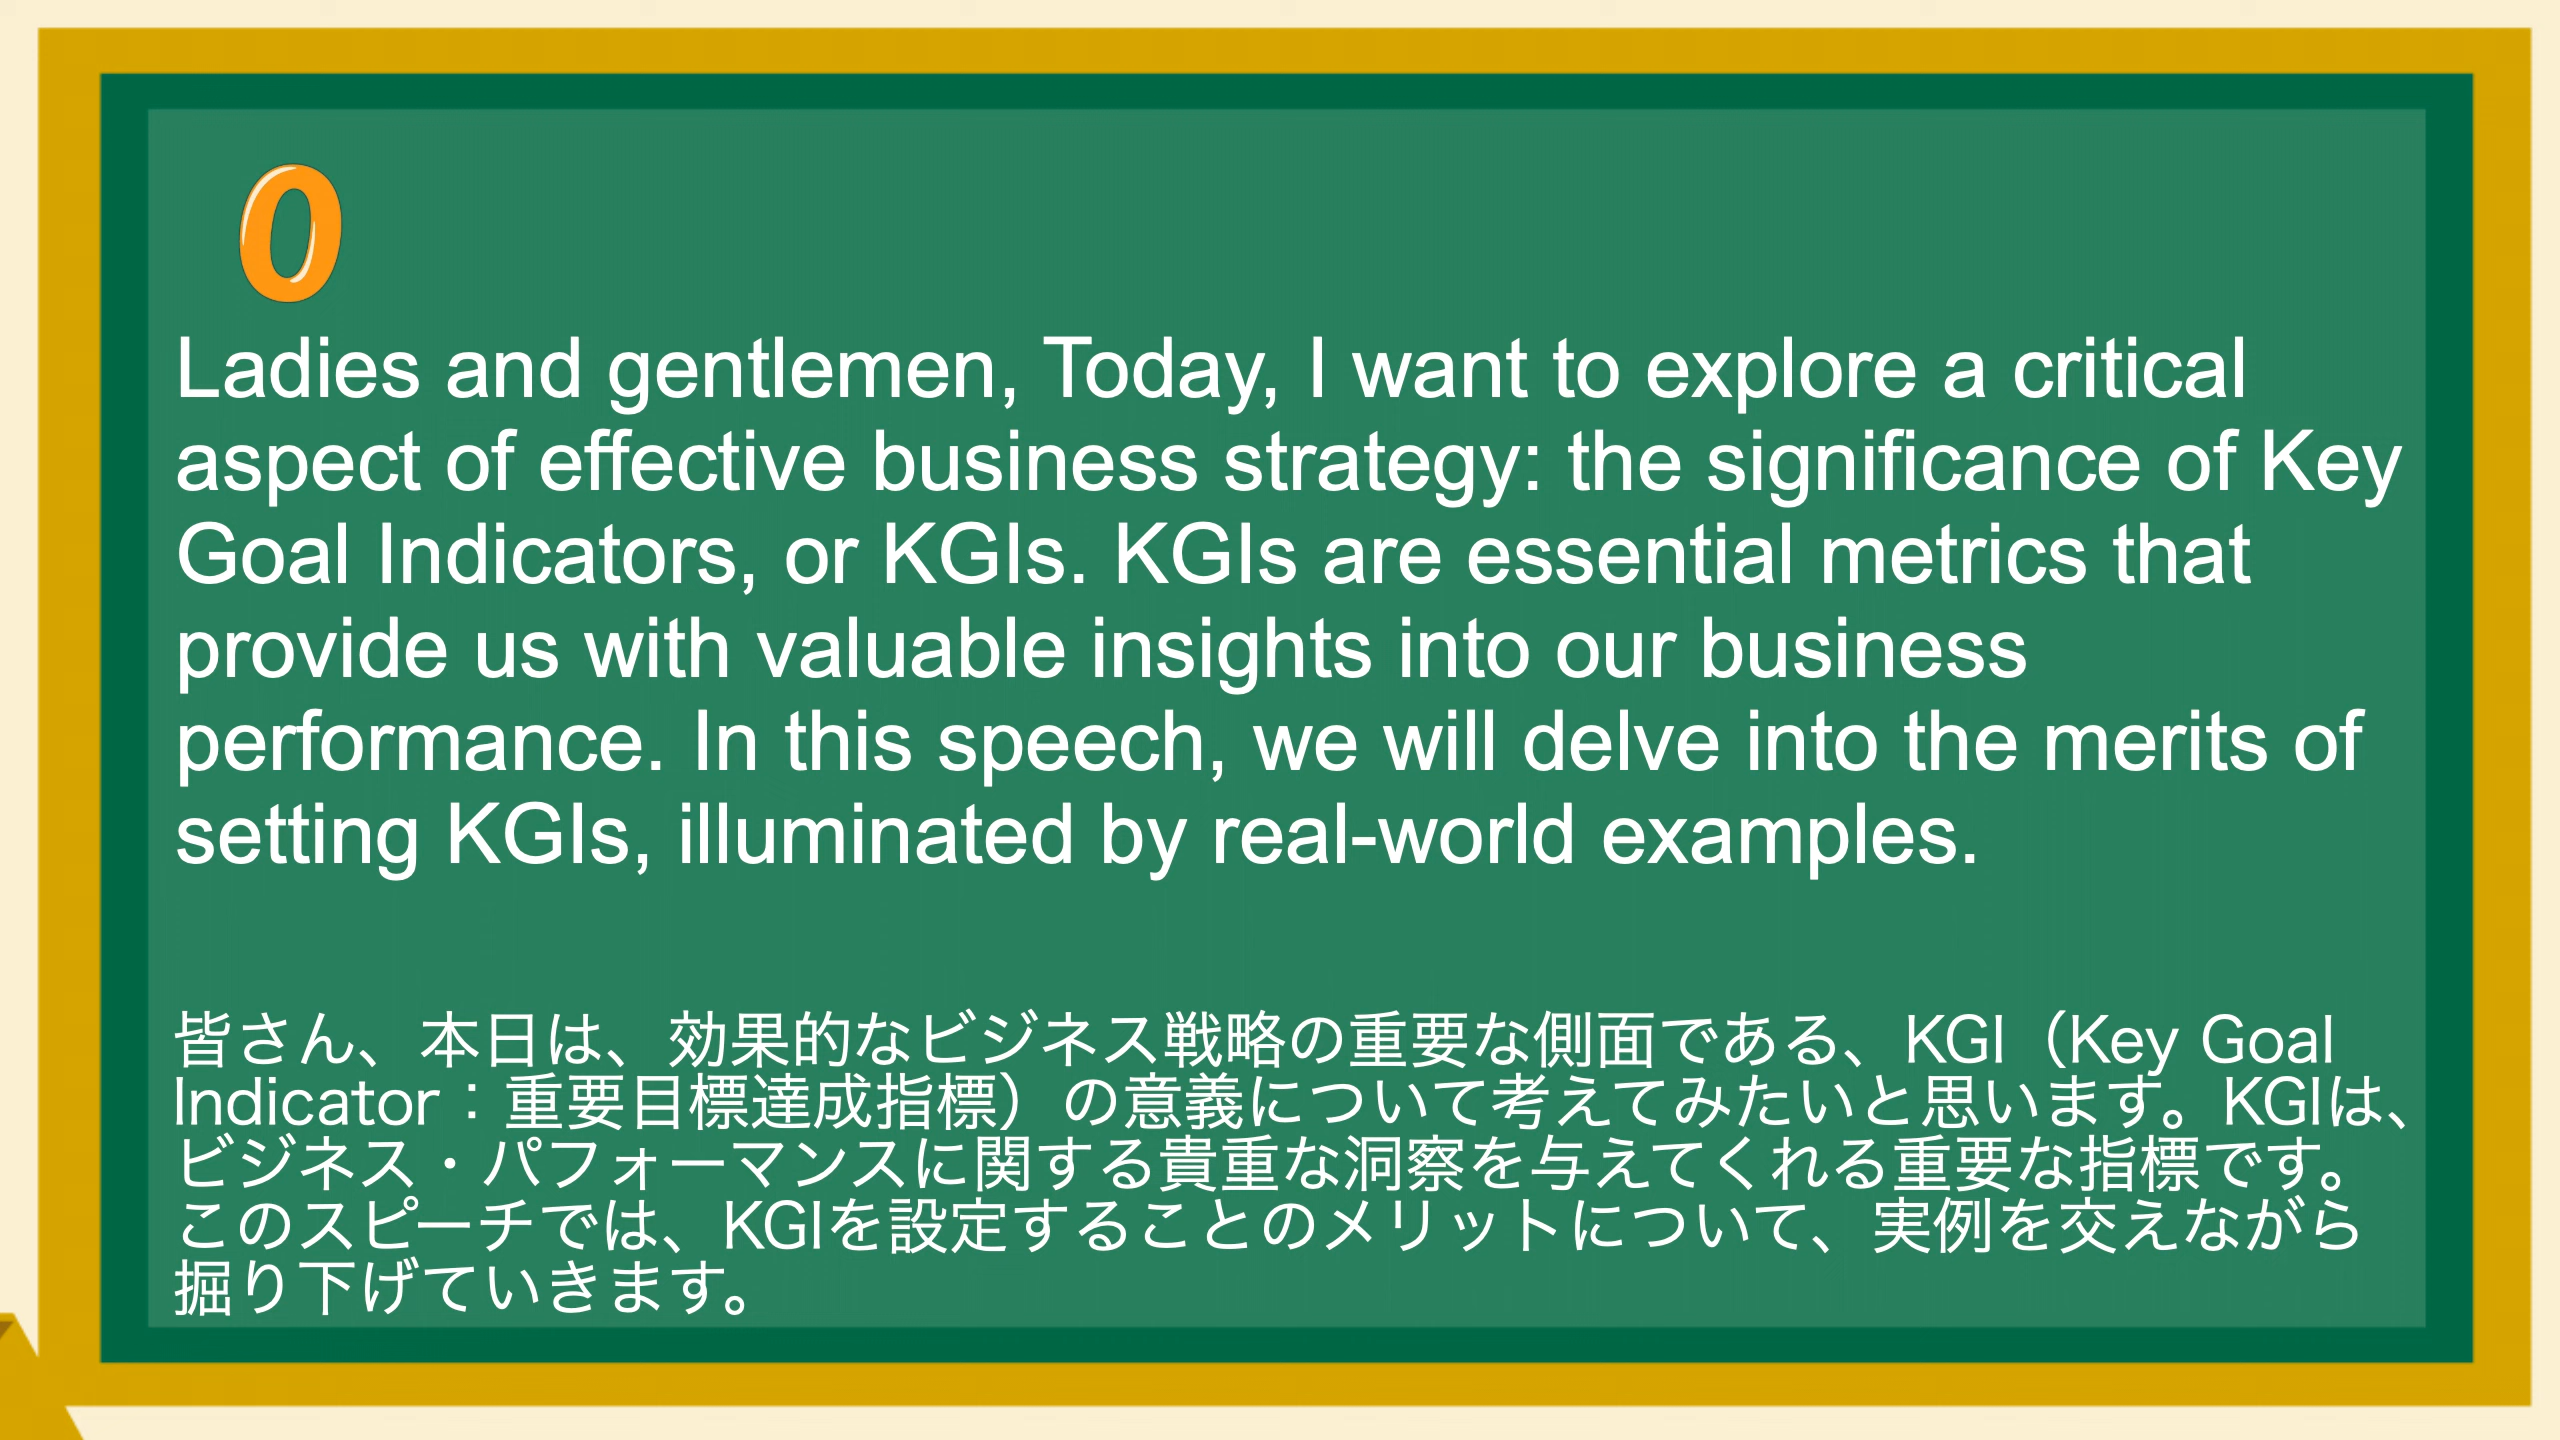 0
Ladies and gentlemen, Today, I want to explore a critical
aspect of effective business strategy: the significance of Key
Goal Indicators, or KGIs. KGIs are essential metrics that
provide us with valuable insights into our business
performance. In this speech, we will delve into the merits of
setting KGIs, illuminated by real-world examples.
皆さん、本日は、効果的なビジネス戦略の重要な側面である、KGI（Key Goal
Indicator：重要目標達成指標）の意義について考えてみたいと思います。KGIは、
ビジネス・パフォーマンスに関する貴重な洞察を与えてくれる重要な指標です。
このスピーチでは、KGIを設定することのメリットについて、実例を交えながら
掘り下げていきます。